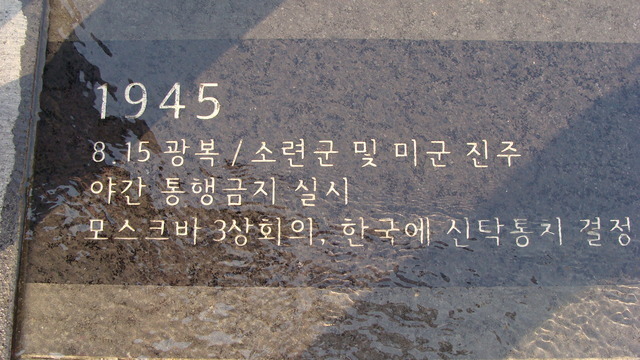 1945
8.15 광복 / 소련군 및 미군 진주
야간 통행금지 실시
모스크바 3상회의, 한국에 신탁통치 결정